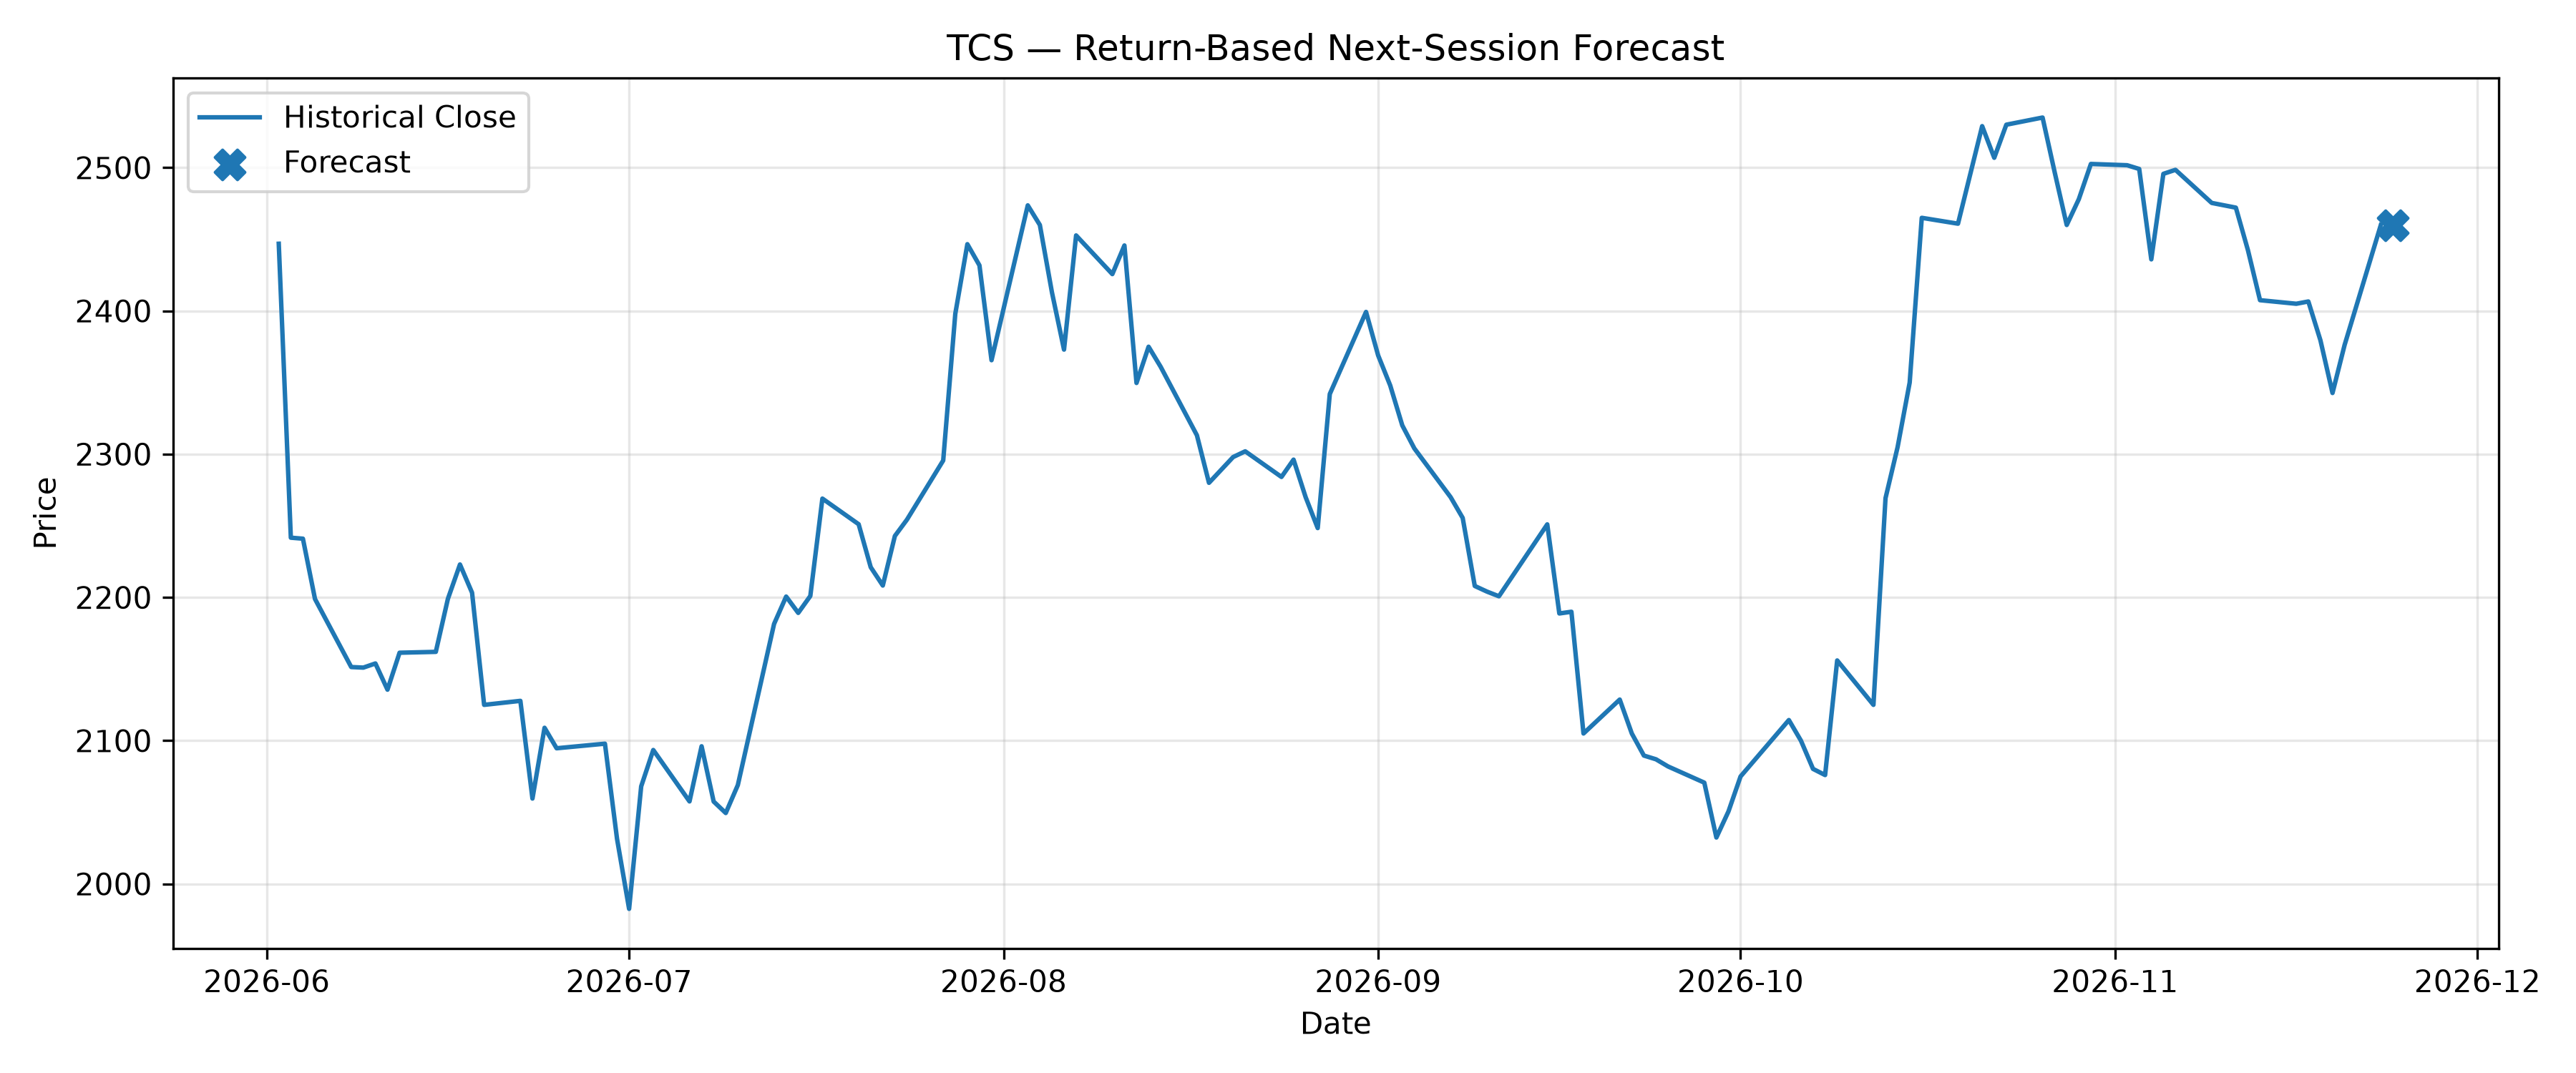 TCS — Return-Based Next-Session Forecast
Historical Close
Forecast
Price
2500
2400
2300
2200
2100
2000
2026-06 2026-07 2026-08 2026-09 2026-10 2026-11 2026-12
Date